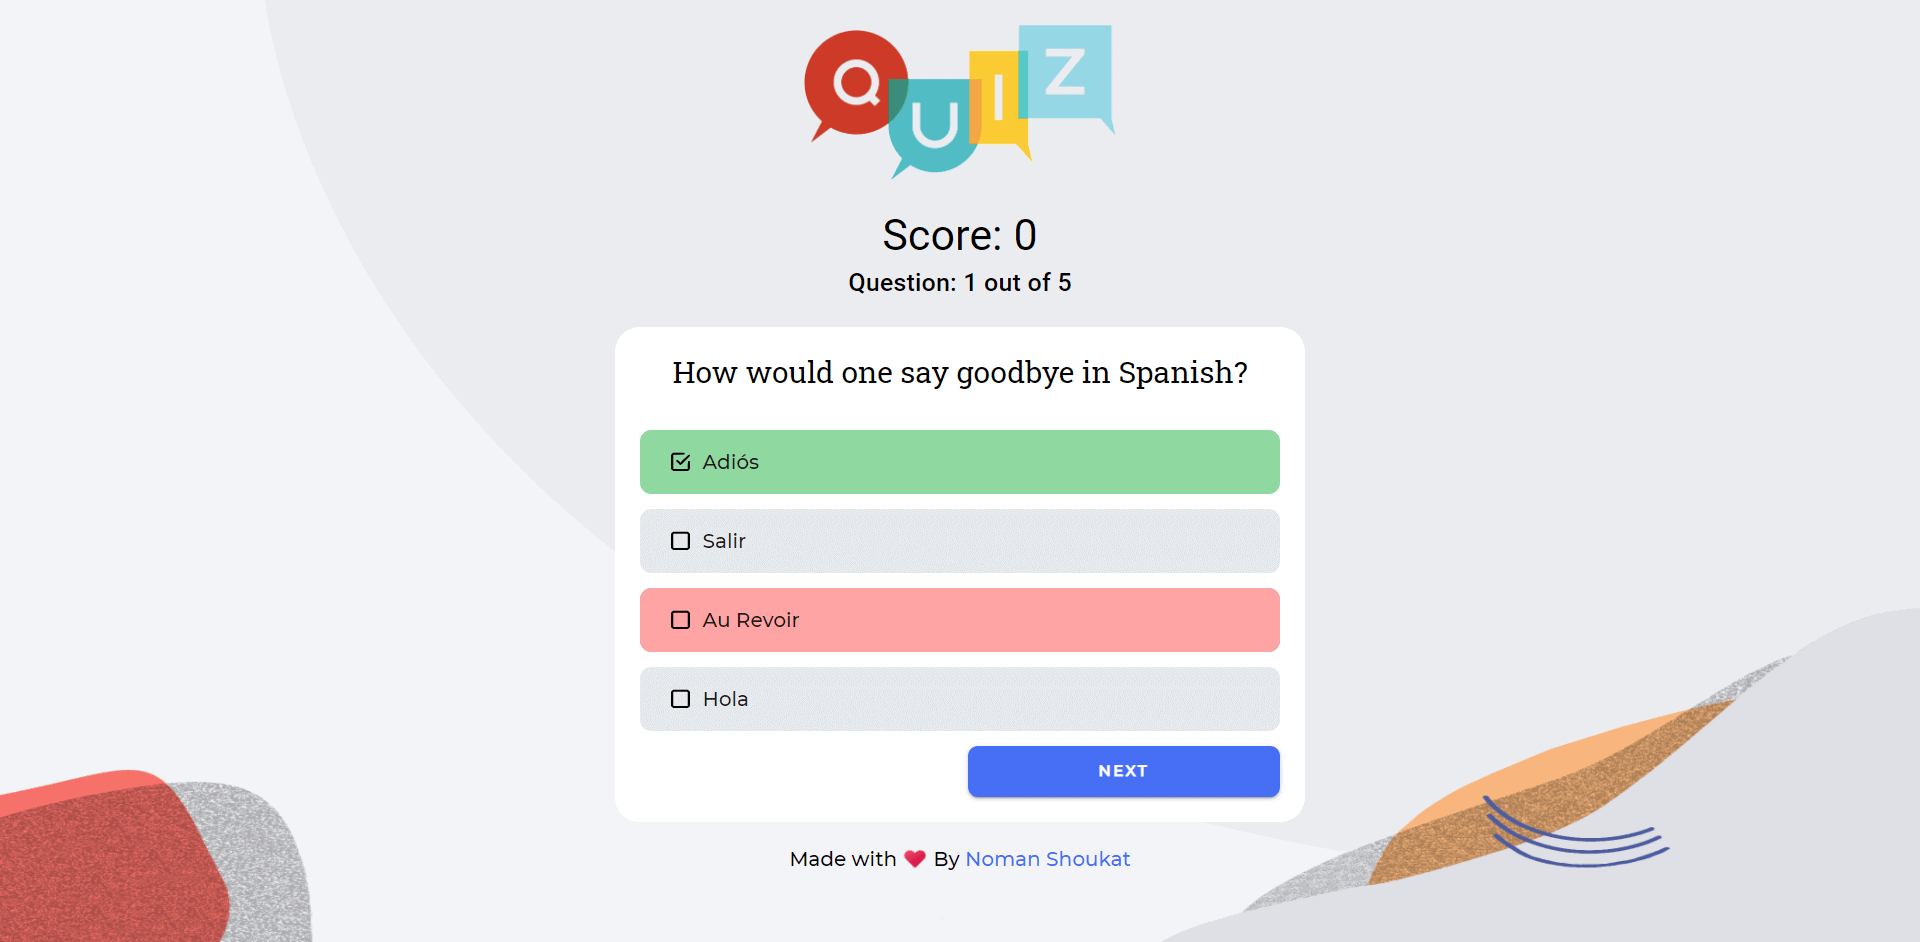 QUIZ
Score: 0
Question: 1 out of 5
How would one say goodbye in Spanish?
Adiós
Salir
Au Revoir
Hola
NEXT
Made with ❤ By Noman Shoukat